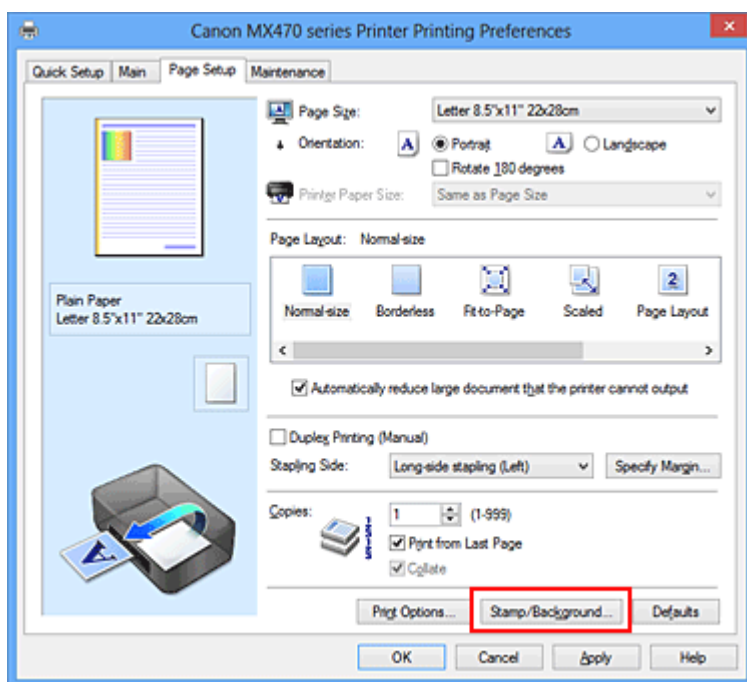 Canon MX470 series Printer Printing Preferences
Quick Setup Main Page Setup Maintenance
Page Size: Letter 8.5"x11" 22x28cm
Orientation: A Portrait A Landscape
Rotate 180 degrees
Printer Paper Size: Same as Page Size
Page Layout: Normal-size
Normal-size Borderless Fit-to-Page Scaled 2 Page Layout
Automatically reduce large document that the printer cannot output
Plain Paper
Letter 8.5"x11" 22x28cm
Duplex Printing (Manual)
Stapling Side: Long-side stapling (Left) Specify Margin...
Copies: 1 (1-999)
Print from Last Page
Collate
A
Print Options... Stamp/Background... Defaults
OK Cancel Apply Help